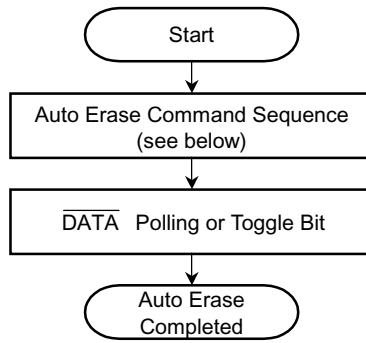 Start
Auto Erase Command Sequence
(see below)
DATA Polling or Toggle Bit
Auto Erase
Completed